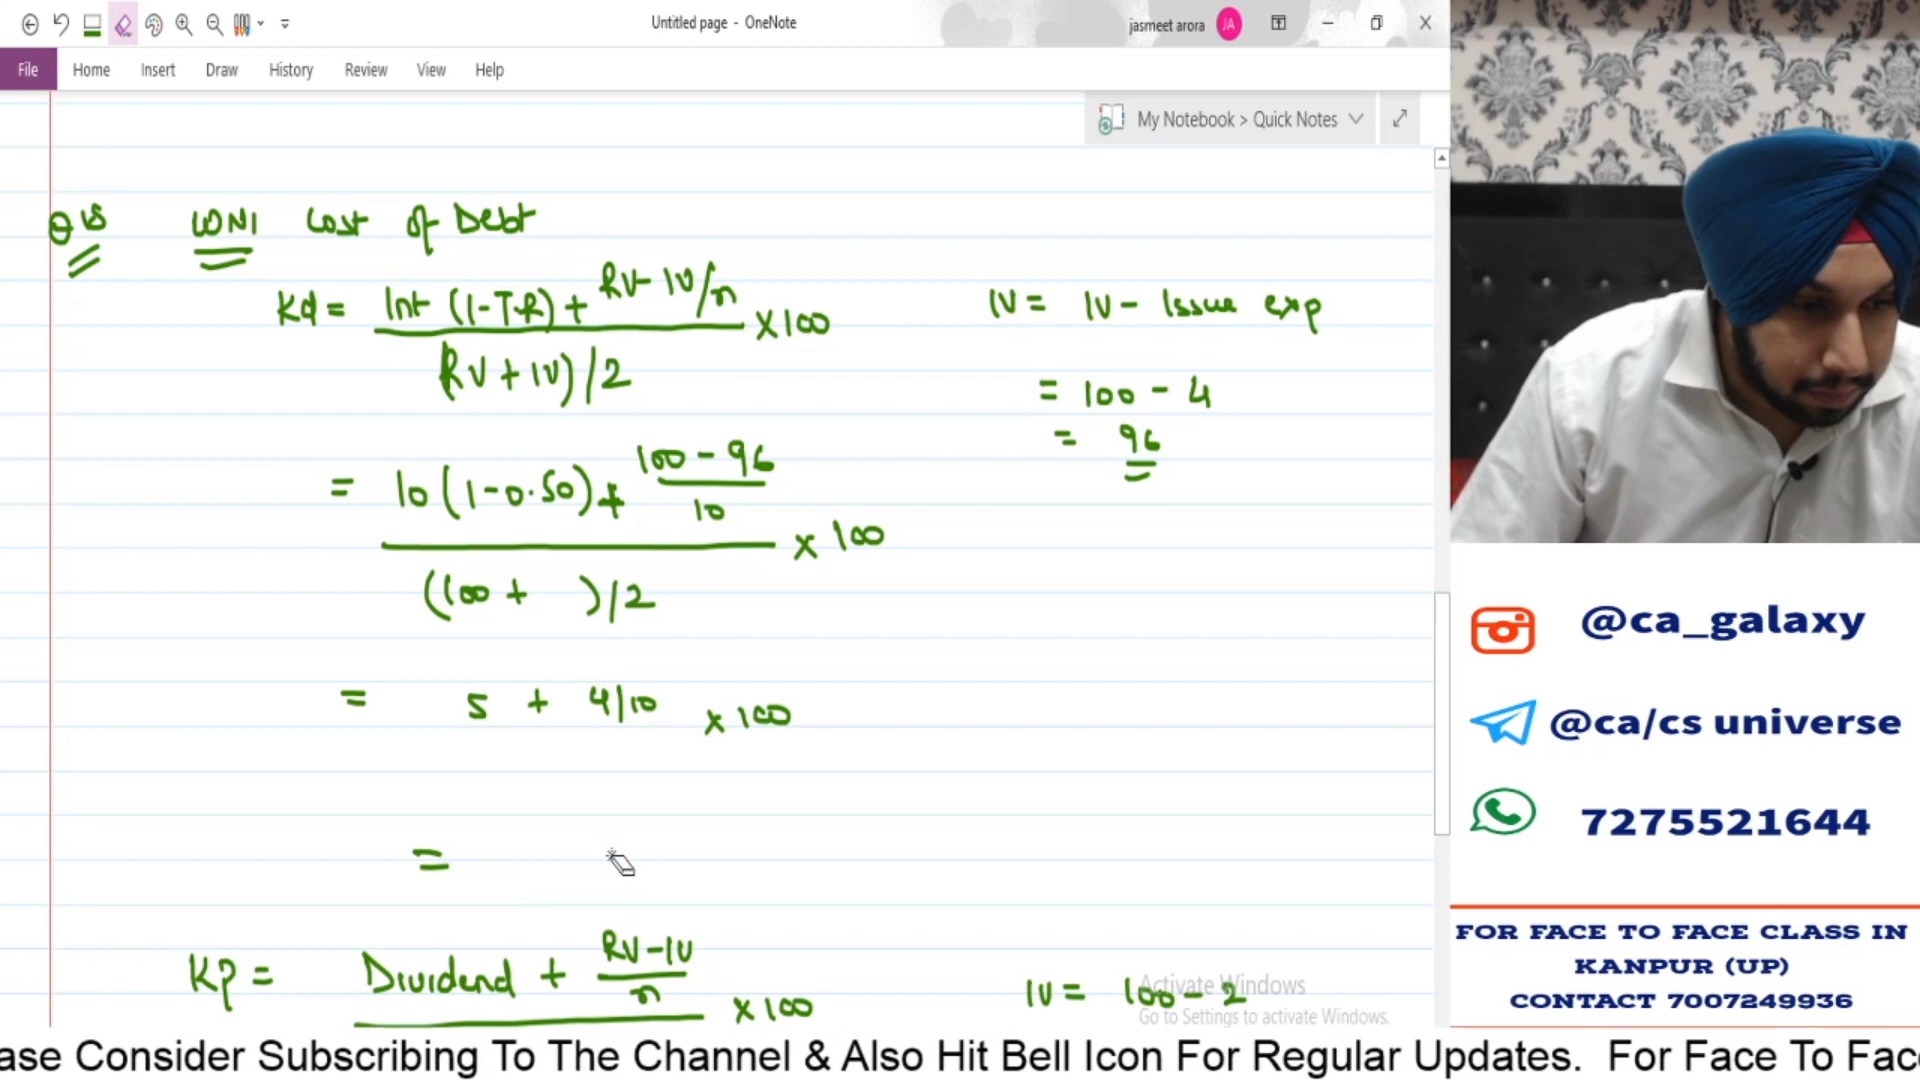 Untitled page - OneNote
jasmeet arora
JA
File Home Insert Draw History Review View Help
My Notebook > Quick Notes
Q 15 WN1 Cost of Debt
Kd = Int (1-T.R) + RV-IV/n × 100
(RV + IV)/2
IV = IV - Issue exp
= 100 - 4
= 96
= 10(1-0.50) + 100-96
10
× 100
(100 + )/2
= 5 + 4/10 × 100
=
Kp = Dividend + RV-IV
n
× 100
IV = 100 - 2
Activate Windows
Go to Settings to activate Windows.
@ca_galaxy
@ca/cs universe
7275521644
FOR FACE TO FACE CLASS IN
KANPUR (UP)
CONTACT 7007249936
ase Consider Subscribing To The Channel & Also Hit Bell Icon For Regular Updates. For Face To Fac